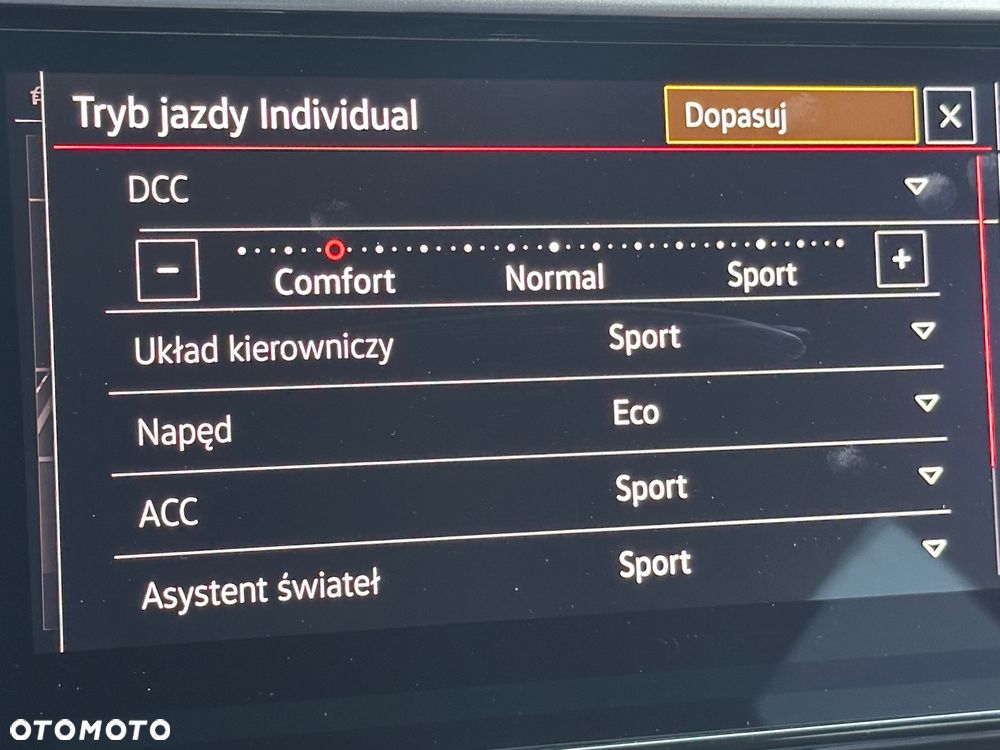 Tryb jazdy Individual Dopasuj
DCC
Comfort Normal Sport
Układ kierowniczy Sport
Napęd Eco
ACC Sport
Asystent świateł Sport
OTOMOTO